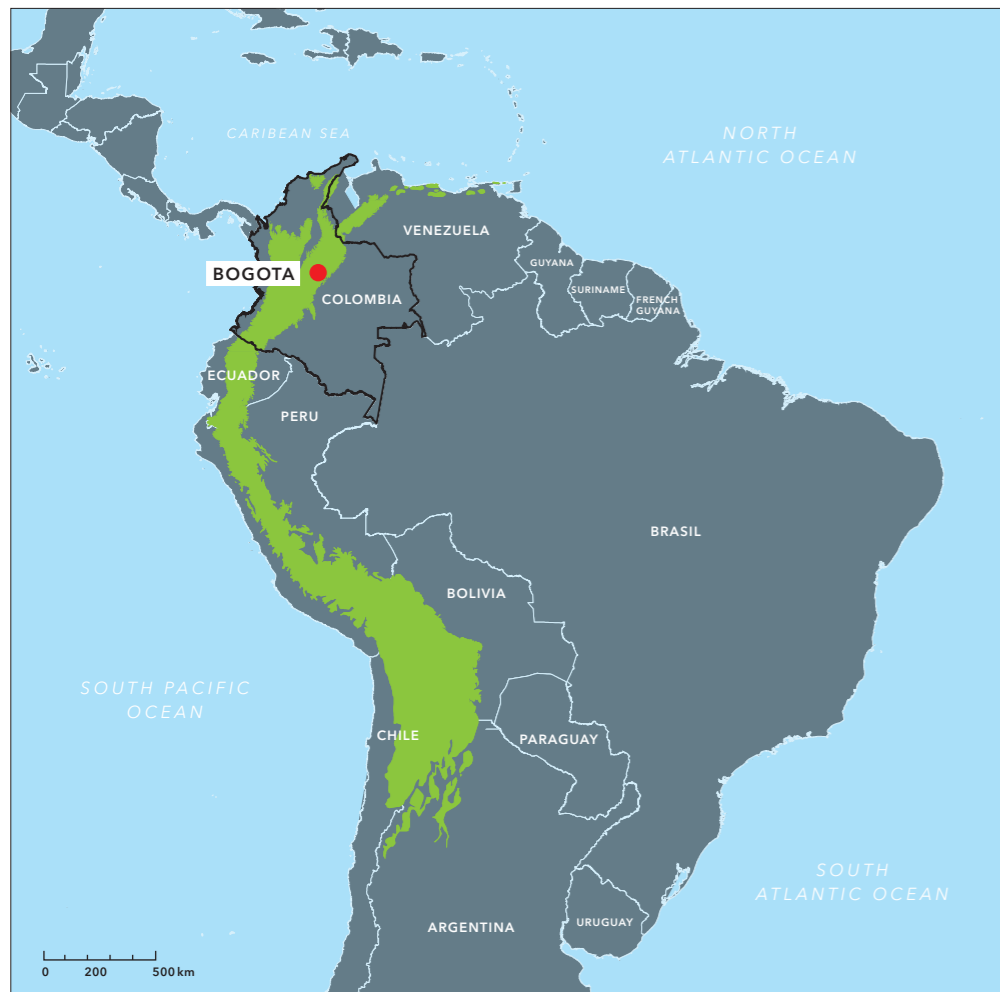 CARIBEAN SEA
NORTH
ATLANTIC OCEAN
VENEZUELA
GUYANA
BOGOTA
SURINAME
COLOMBIA
FRENCH
GUYANA
ECUADOR
PERU
BRASIL
BOLIVIA
SOUTH PACIFIC
OCEAN
CHILE
PARAGUAY
SOUTH
ATLANTIC OCEAN
URUGUAY
ARGENTINA
0 200 500 km